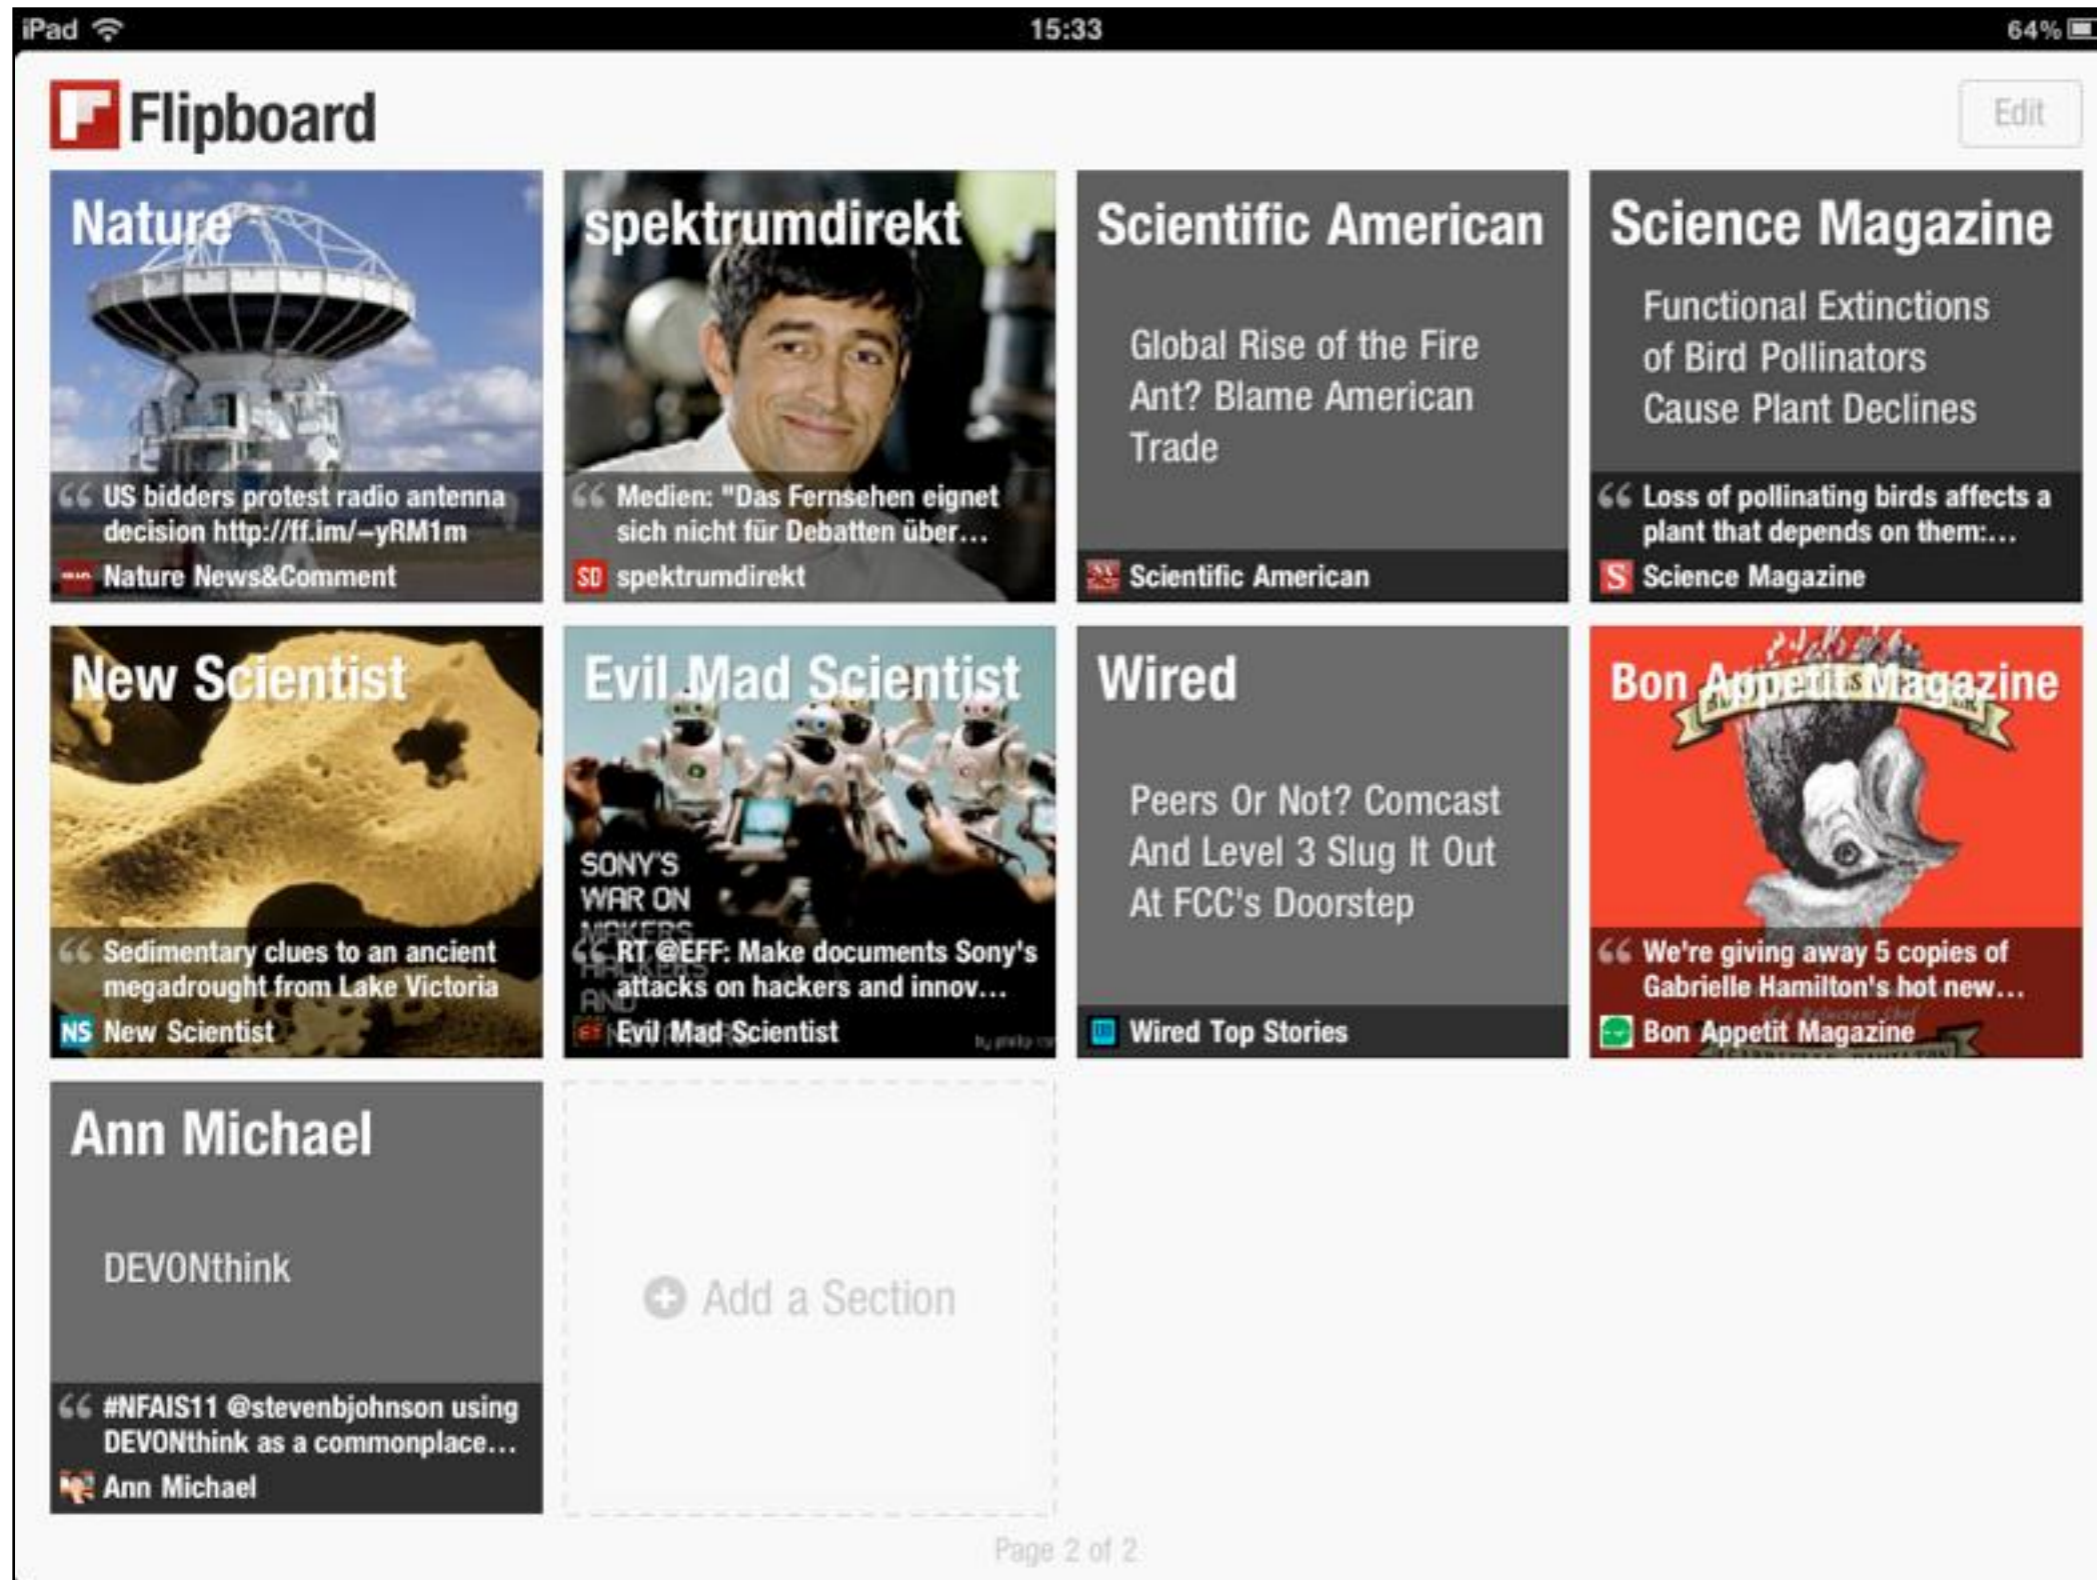 iPad
15:33
64%
Flipboard
Edit
Nature
US bidders protest radio antenna
decision http://ff.im/–yRM1m
Nature News&Comment
spektrumdirekt
Medien: "Das Fernsehen eignet
sich nicht für Debatten über...
SD spektrumdirekt
Scientific American
Global Rise of the Fire
Ant? Blame American
Trade
Scientific American
Science Magazine
Functional Extinctions
of Bird Pollinators
Cause Plant Declines
Loss of pollinating birds affects a
plant that depends on them:...
S Science Magazine
New Scientist
Sedimentary clues to an ancient
megadrought from Lake Victoria
NS New Scientist
Evil Mad Scientist
SONY'S
WAR ON
MAKERS
HACKERS
AND
RT @EFF: Make documents Sony's
attacks on hackers and innov...
Evil Mad Scientist
Wired
Peers Or Not? Comcast
And Level 3 Slug It Out
At FCC's Doorstep
Wired Top Stories
Bon Appetit Magazine
We're giving away 5 copies of
Gabrielle Hamilton's hot new...
Bon Appetit Magazine
Ann Michael
DEVONthink
#NFAIS11 @stevenbjohnson using
DEVONthink as a commonplace...
Ann Michael
Add a Section
Page 2 of 2